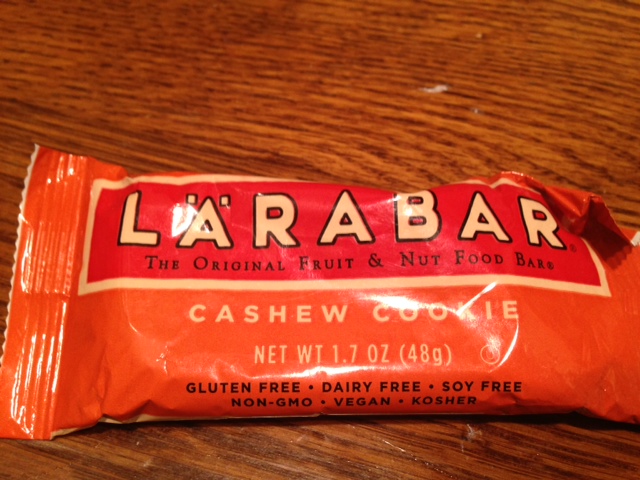 LÄRABAR®
THE ORIGINAL FRUIT & NUT FOOD BAR®
CASHEW COOKIE
NET WT 1.7 OZ (48g)
GLUTEN FREE • DAIRY FREE • SOY FREE
NON-GMO • VEGAN • KOSHER